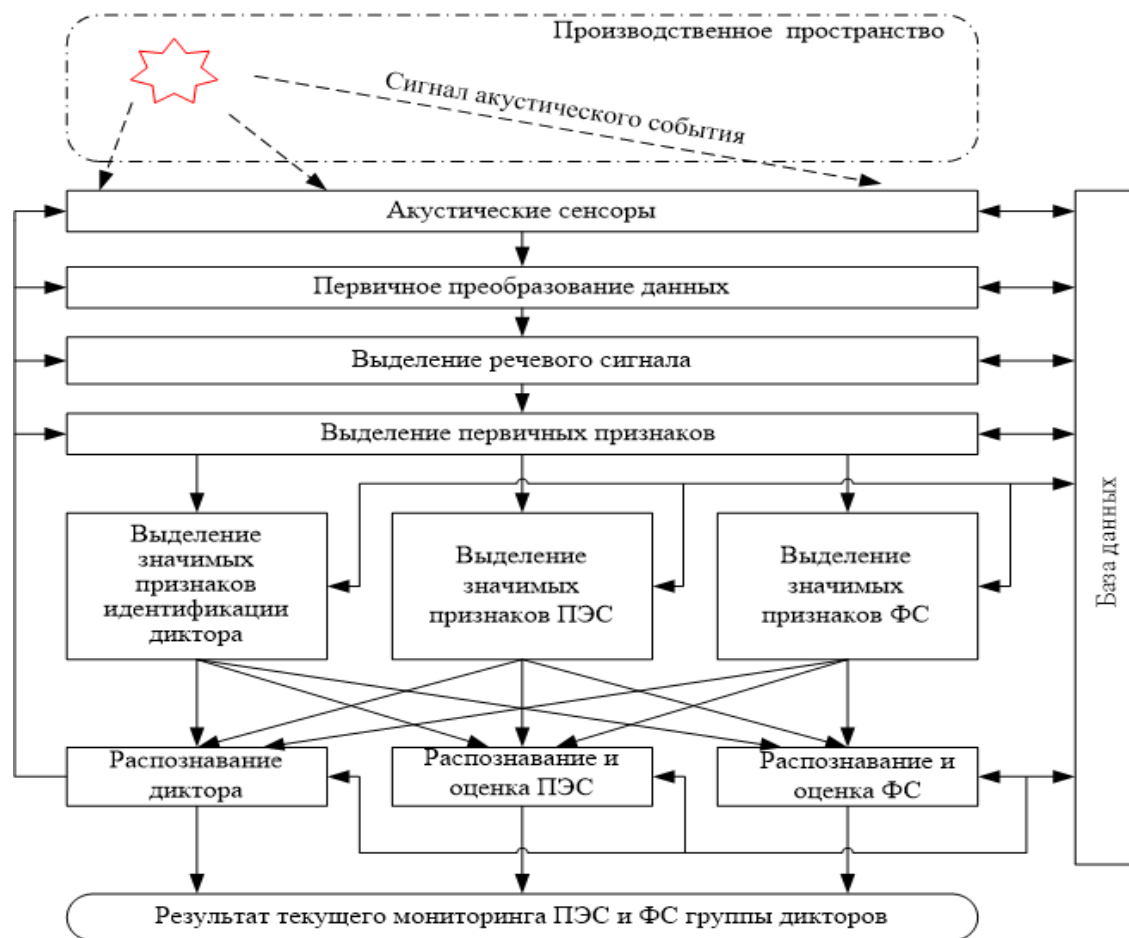 Производственное пространство
Сигнал акустического события
Акустические сенсоры
Первичное преобразование данных
Выделение речевого сигнала
Выделение первичных признаков
Выделение
значимых
признаков
идентификации
диктора
Выделение
значимых
признаков ПЭС
Выделение
значимых
признаков ФС
База данных
Распознавание
диктора
Распознавание и
оценка ПЭС
Распознавание и
оценка ФС
Результат текущего мониторинга ПЭС и ФС группы дикторов